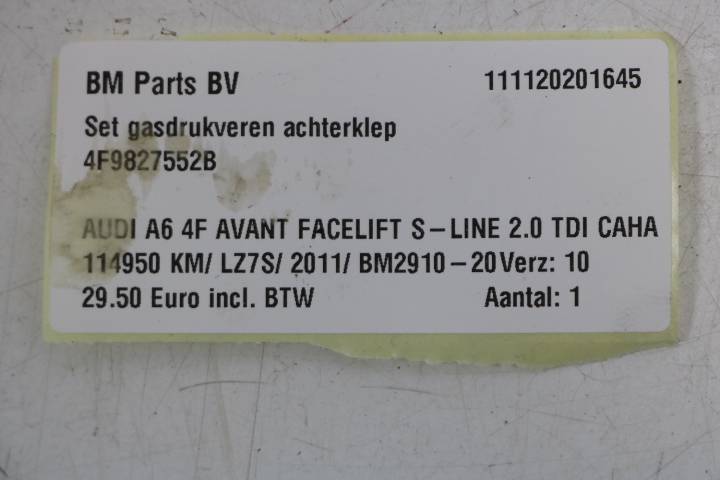 BM Parts BV 111120201645
Set gasdrukveren achterklep
4F9827552B
AUDI A6 4F AVANT FACELIFT S-LINE 2.0 TDI CAHA
114950 KM/ LZ7S/ 2011/ BM2910-20 Verz: 10
29.50 Euro incl. BTW Aantal: 1